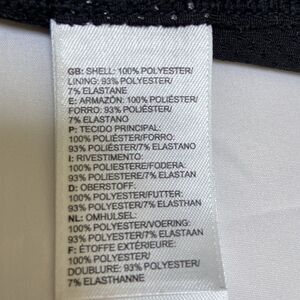 GB: SHELL: 100% POLYESTER/
LINING: 93% POLYESTER/
7% ELASTANE
E: ARMAZÓN: 100% POLIÉSTER/
FORRO: 93% POLIÉSTER/
7% ELASTANO
P: TECIDO PRINCIPAL:
100% POLIÉSTER/FORRO:
93% POLIÉSTER/7% ELASTANO
I: RIVESTIMENTO:
100% POLIESTERE/FODERA:
93% POLIESTERE/7% ELASTAN
D: OBERSTOFF:
100% POLYESTER/FUTTER:
93% POLYESTER/7% ELASTHAN
NL: OMHULSEL:
100% POLYESTER/VOERING:
93% POLYESTER/7% ELASTAAN
F: ÉTOFFE EXTÉRIEURE:
100% POLYESTER/
DOUBLURE: 93% POLYESTER/
7% ELASTHANNE